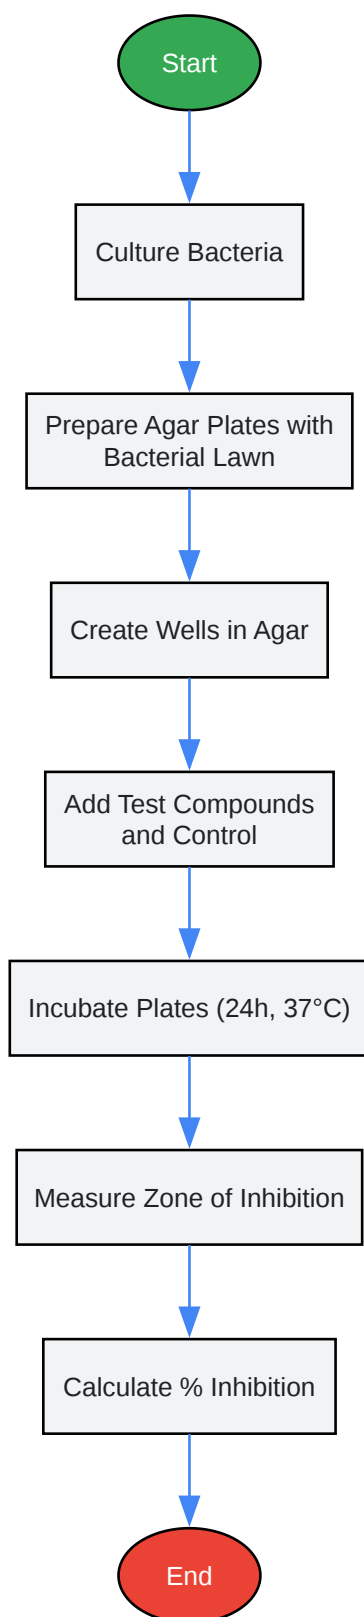 Start
Culture Bacteria
Prepare Agar Plates with
Bacterial Lawn
Create Wells in Agar
Add Test Compounds
and Control
Incubate Plates (24h, 37°C)
Measure Zone of Inhibition
Calculate % Inhibition
End